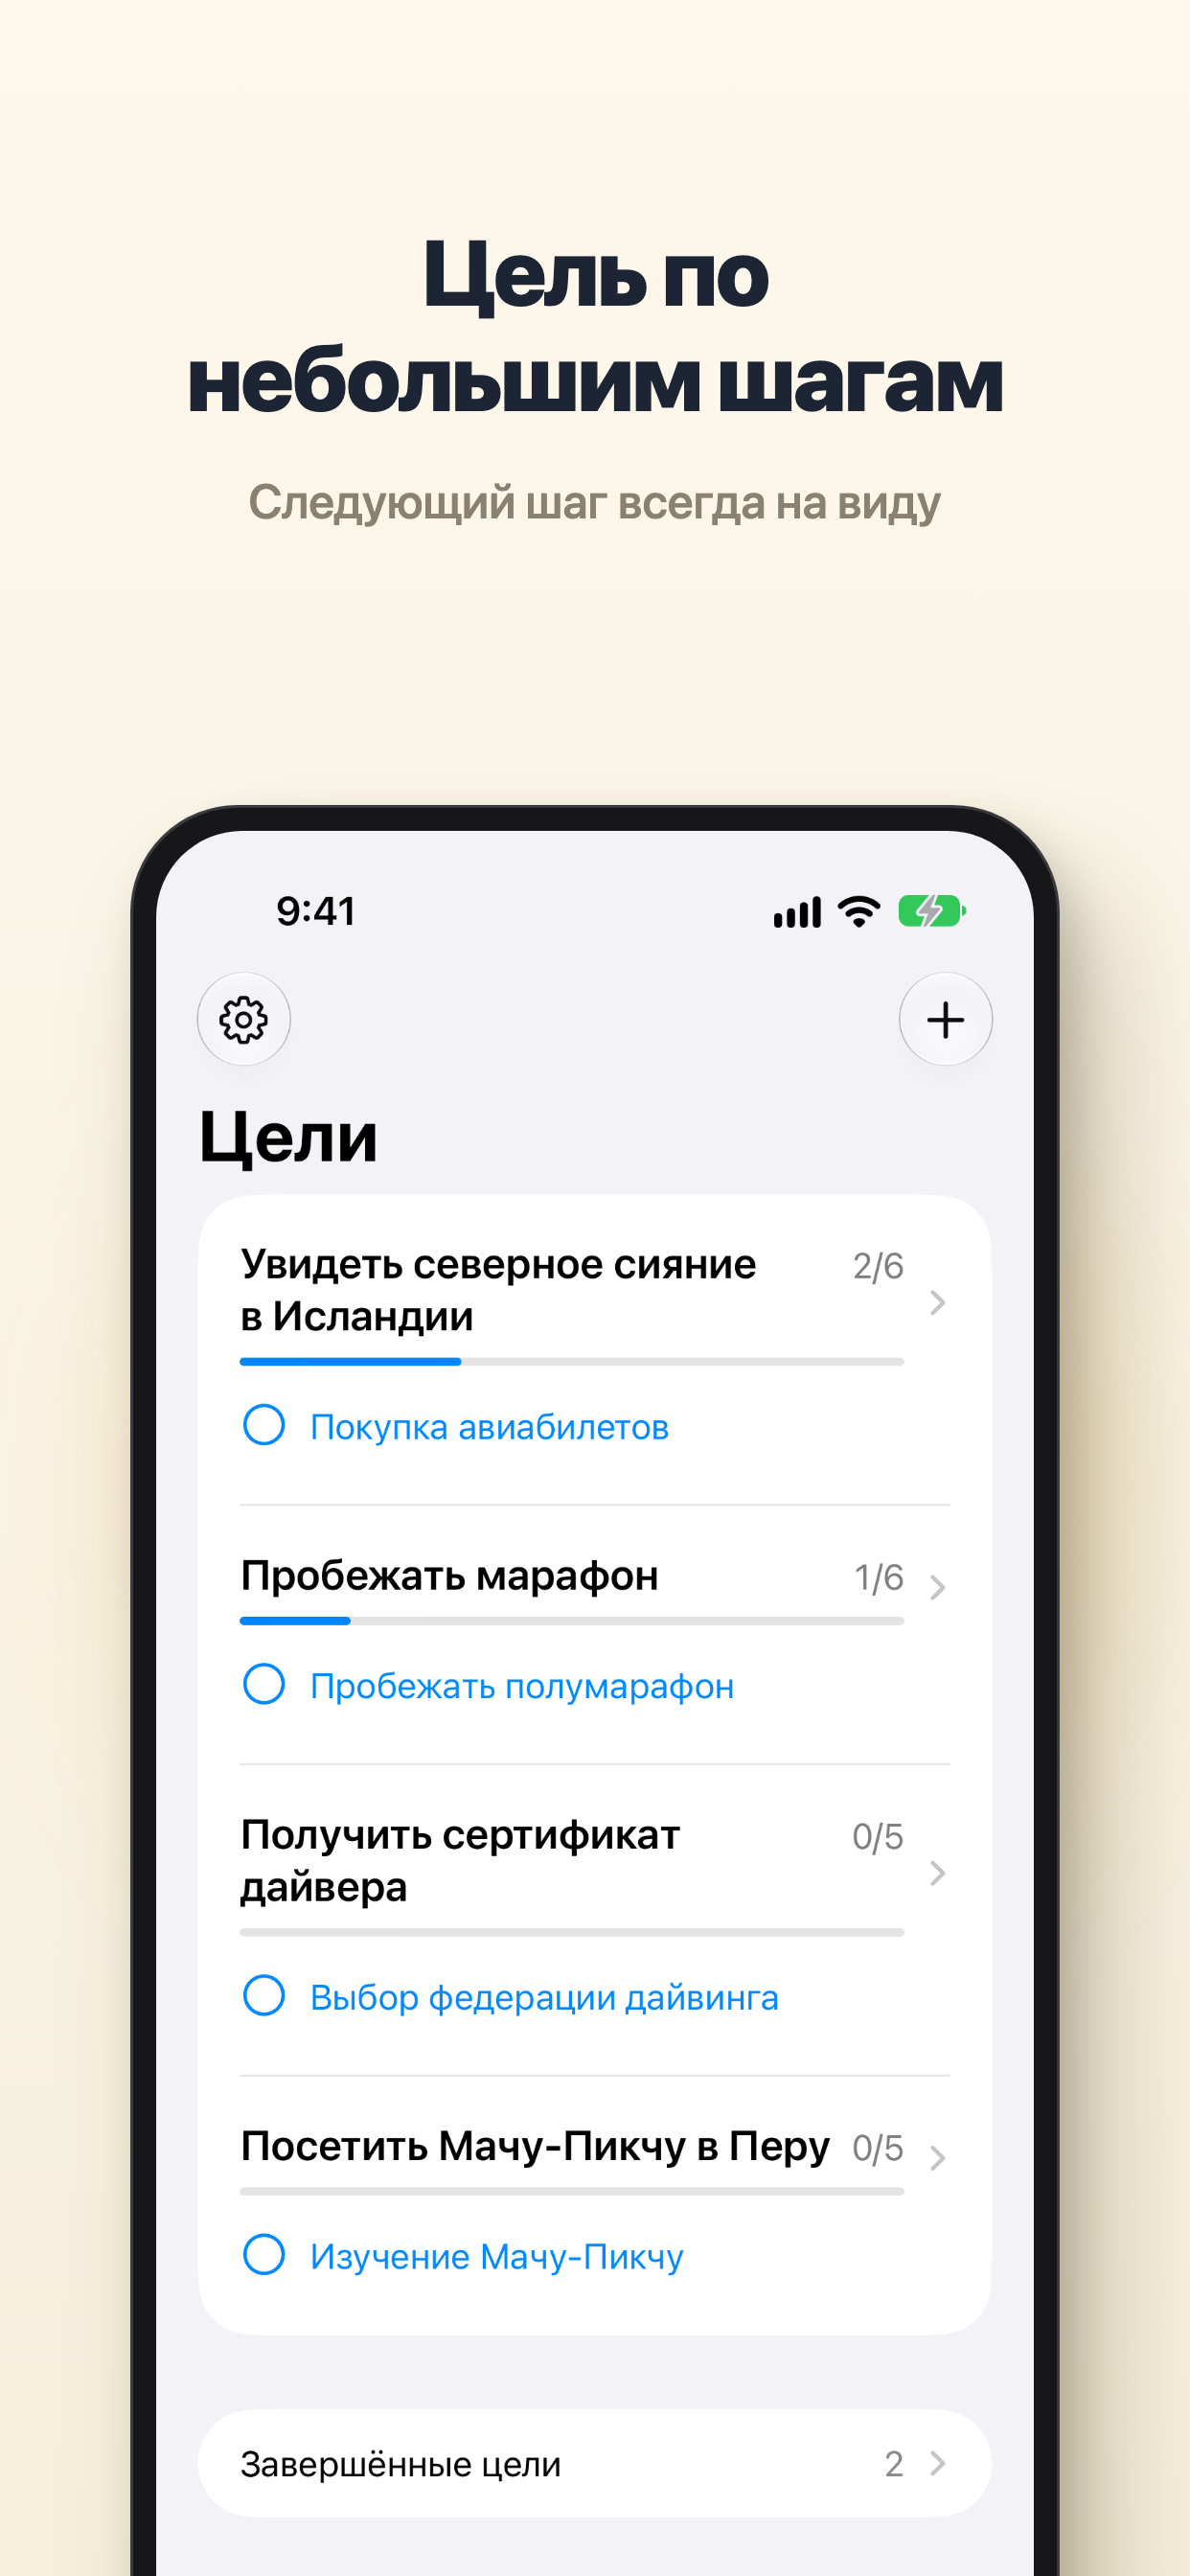 Цель по
небольшим шагам
Следующий шаг всегда на виду
9:41
Цели
Увидеть северное сияние 2/6
в Исландии
Покупка авиабилетов
Пробежать марафон 1/6
Пробежать полумарафон
Получить сертификат 0/5
дайвера
Выбор федерации дайвинга
Посетить Мачу-Пикчу в Перу 0/5
Изучение Мачу-Пикчу
Завершённые цели 2